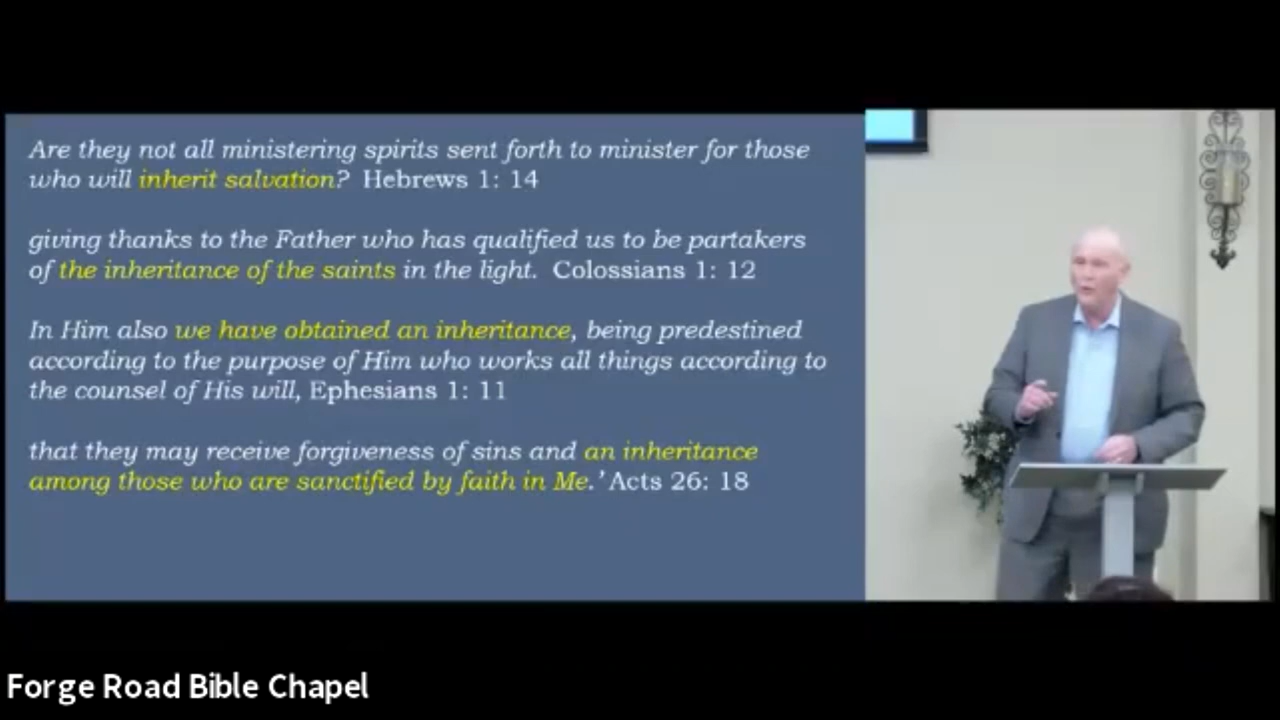 Are they not all ministering spirits sent forth to minister for those
who will inherit salvation? Hebrews 1: 14
giving thanks to the Father who has qualified us to be partakers
of the inheritance of the saints in the light. Colossians 1: 12
In Him also we have obtained an inheritance, being predestined
according to the purpose of Him who works all things according to
the counsel of His will, Ephesians 1: 11
that they may receive forgiveness of sins and an inheritance
among those who are sanctified by faith in Me.’ Acts 26: 18
Forge Road Bible Chapel